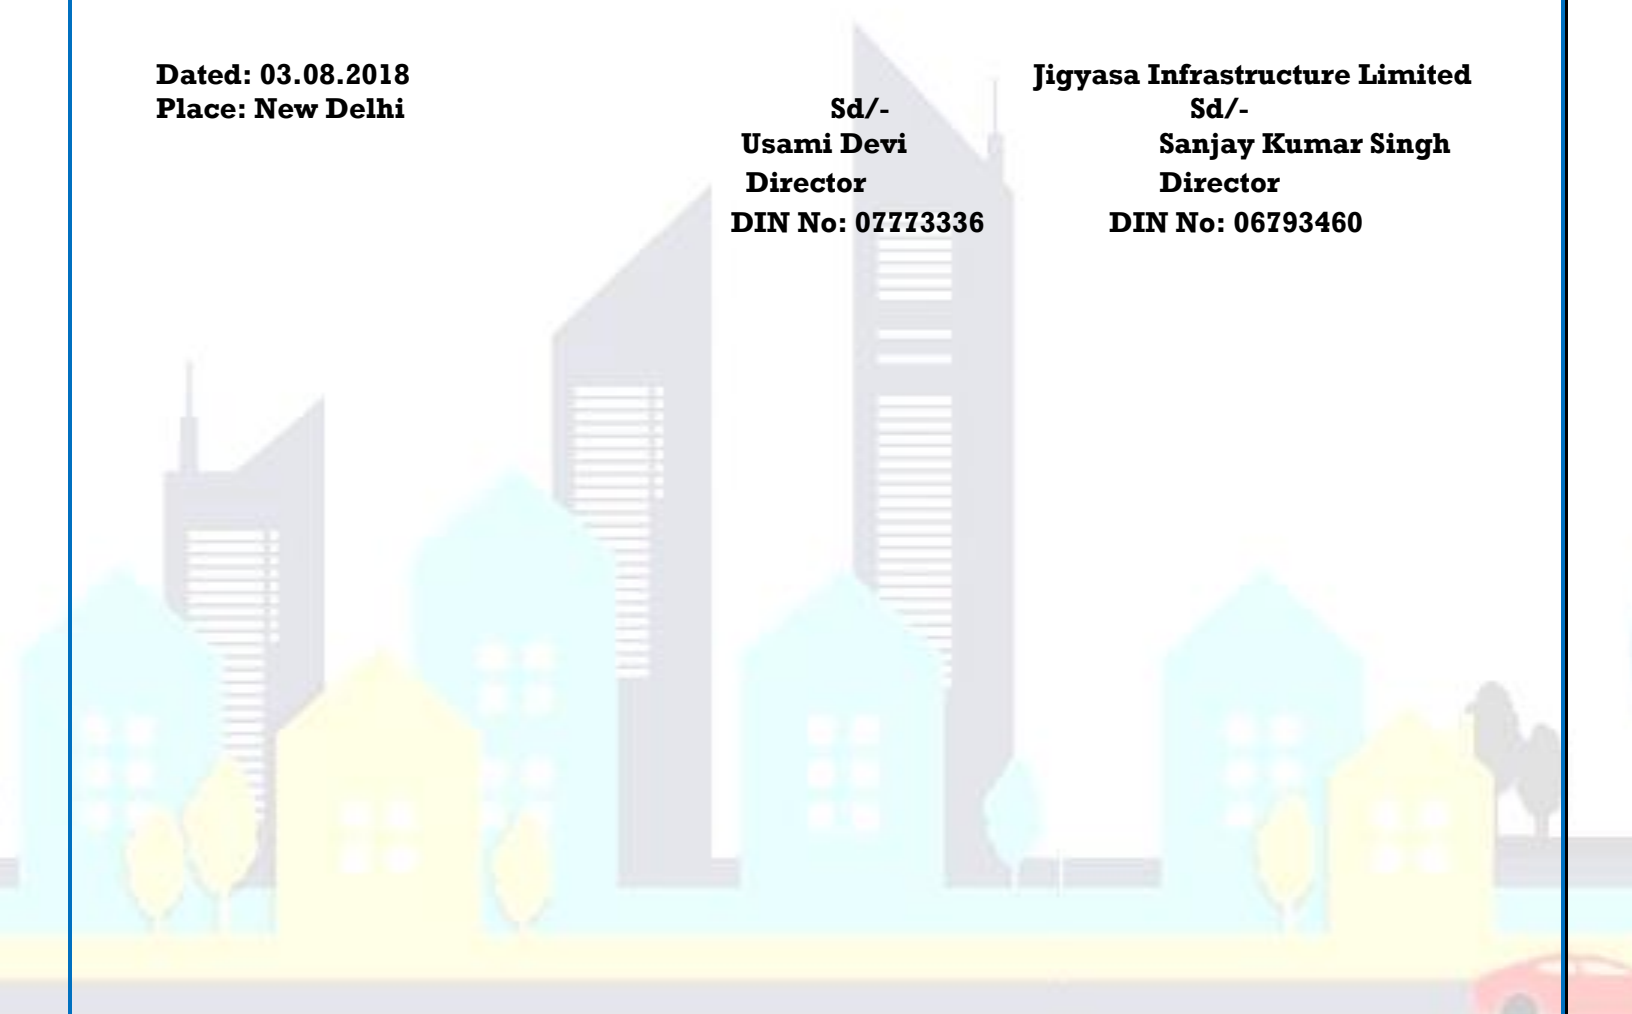 Dated: 03.08.2018 Jigyasa Infrastructure Limited
Place: New Delhi Sd/- Sd/-
Usami Devi Sanjay Kumar Singh
Director Director
DIN No: 07773336 DIN No: 06793460